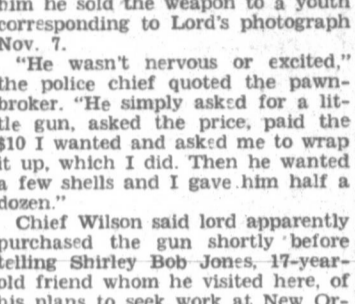 him he sold the weapon to a youth
corresponding to Lord's photograph
Nov. 7.
"He wasn't nervous or excited,"
the police chief quoted the pawn-
broker. "He simply asked for a lit-
tle gun, asked the price, paid the
$10 I wanted and asked me to wrap
it up, which I did. Then he wanted
a few shells and I gave him half a
dozen."
Chief Wilson said lord apparently
purchased the gun shortly before
telling Shirley Bob Jones, 17-year-
old friend whom he visited here, of
his plans to seek work at New Or-